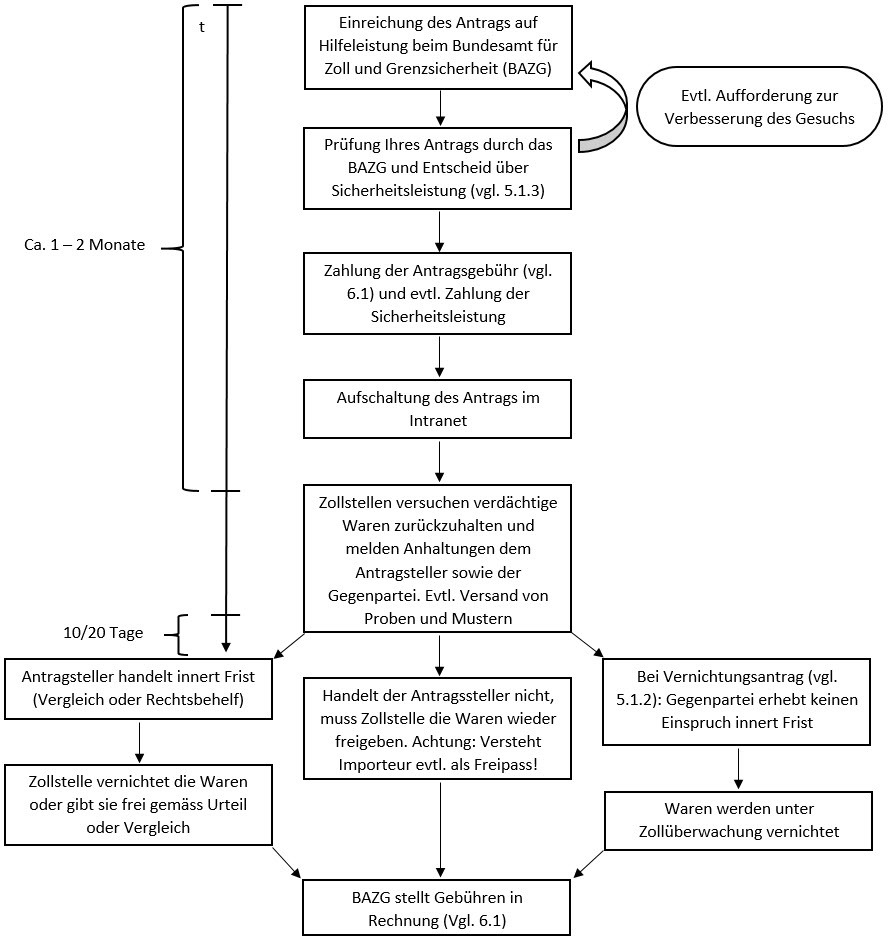 t
Einreichung des Antrags auf
Hilfeleistung beim Bundesamt für
Zoll und Grenzsicherheit (BAZG)
Evtl. Aufforderung zur
Verbesserung des Gesuchs
Prüfung Ihres Antrags durch das
BAZG und Entscheid über
Sicherheitsleistung (vgl. 5.1.3)
Ca. 1 – 2 Monate
Zahlung der Antragsgebühr (vgl.
6.1) und evtl. Zahlung der
Sicherheitsleistung
Aufschaltung des Antrags im
Intranet
Zollstellen versuchen verdächtige
Waren zurückzuhalten und
melden Anhaltungen dem
Antragsteller sowie der
Gegenpartei. Evtl. Versand von
Proben und Mustern
10/20 Tage
Antragsteller handelt innert Frist
(Vergleich oder Rechtsbehelf)
Handelt der Antragssteller nicht,
muss Zollstelle die Waren wieder
freigeben. Achtung: Versteht
Importeur evtl. als Freipass!
Bei Vernichtungsantrag (vgl.
5.1.2): Gegenpartei erhebt keinen
Einspruch innert Frist
Zollstelle vernichtet die Waren
oder gibt sie frei gemäss Urteil
oder Vergleich
Waren werden unter
Zollüberwachung vernichtet
BAZG stellt Gebühren in
Rechnung (Vgl. 6.1)